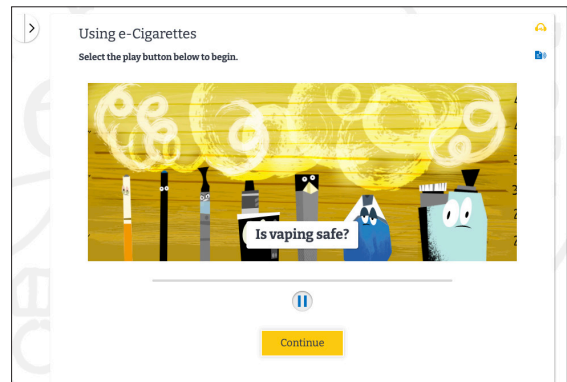 Using e-Cigarettes
Select the play button below to begin.
Is vaping safe?
Continue